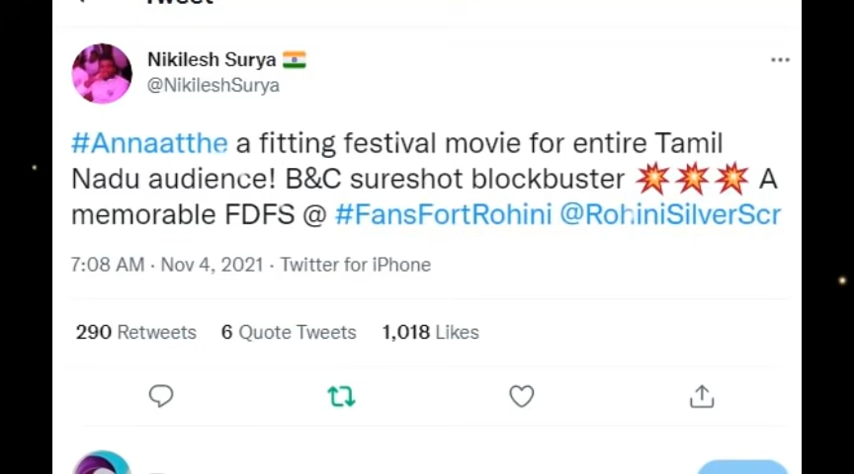 Tweet
Nikilesh Surya 🇮🇳
@NikileshSurya
#Annaatthe a fitting festival movie for entire Tamil
Nadu audience! B&C sureshot blockbuster 💥💥💥 A
memorable FDFS @ #FansFortRohini @RohiniSilverScr
7:08 AM · Nov 4, 2021 · Twitter for iPhone
290 Retweets 6 Quote Tweets 1,018 Likes